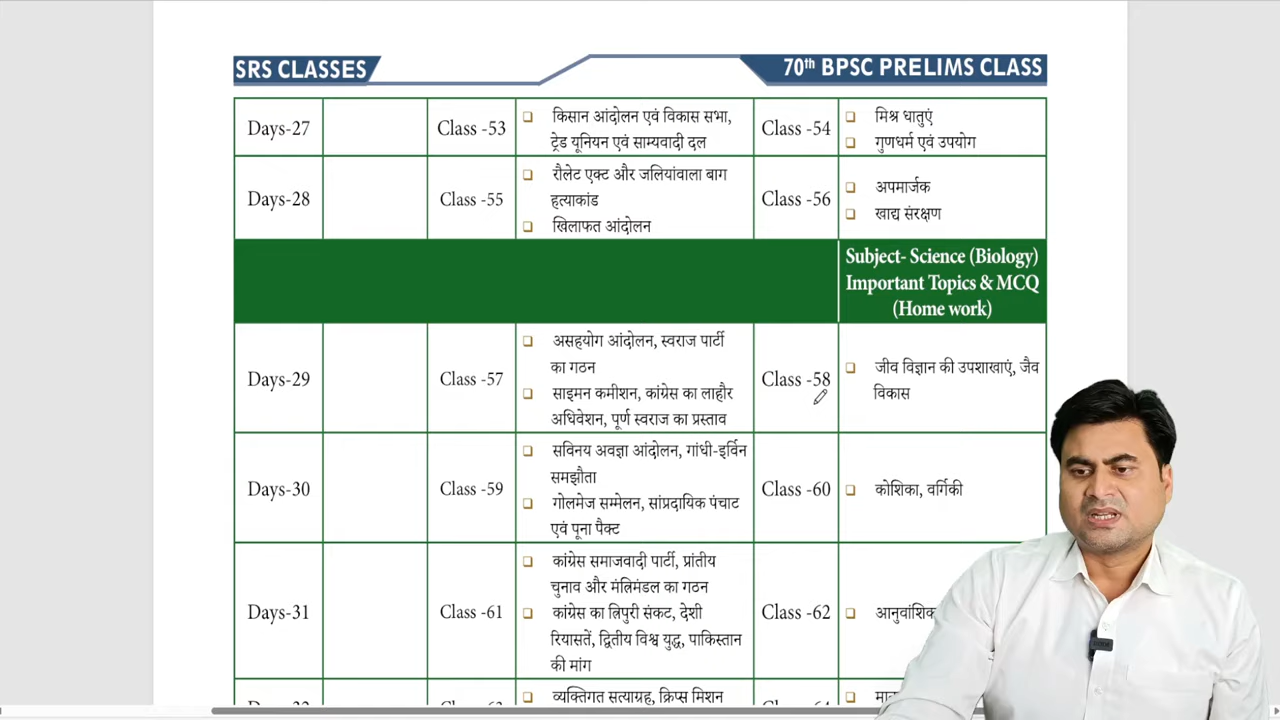 SRS CLASSES
70th BPSC PRELIMS CLASS
Days-27
Class -53
❑ किसान आंदोलन एवं विकास सभा,
ट्रेड यूनियन एवं साम्यवादी दल
Class -54
❑ मिश्र धातुएं
❑ गुणधर्म एवं उपयोग
Days-28
Class -55
❑ रौलेट एक्ट और जलियांवाला बाग
हत्याकांड
❑ खिलाफत आंदोलन
Class -56
❑ अपमार्जक
❑ खाद्य संरक्षण
Subject- Science (Biology)
Important Topics & MCQ
(Home work)
Days-29
Class -57
❑ असहयोग आंदोलन, स्वराज पार्टी
का गठन
❑ साइमन कमीशन, कांग्रेस का लाहौर
अधिवेशन, पूर्ण स्वराज का प्रस्ताव
Class -58
❑ जीव विज्ञान की उपशाखाएं, जैव
विकास
Days-30
Class -59
❑ सविनय अवज्ञा आंदोलन, गांधी-इर्विन
समझौता
❑ गोलमेज सम्मेलन, सांप्रदायिक पंचाट
एवं पूना पैक्ट
Class -60
❑ कोशिका, वर्गिकी
Days-31
Class -61
❑ कांग्रेस समाजवादी पार्टी, प्रांतीय
चुनाव और मंत्रिमंडल का गठन
❑ कांग्रेस का त्रिपुरी संकट, देशी
रियासतें, द्वितीय विश्व युद्ध, पाकिस्तान
की मांग
Class -62
❑ व्यक्तिगत सत्याग्रह, क्रिप्स मिशन